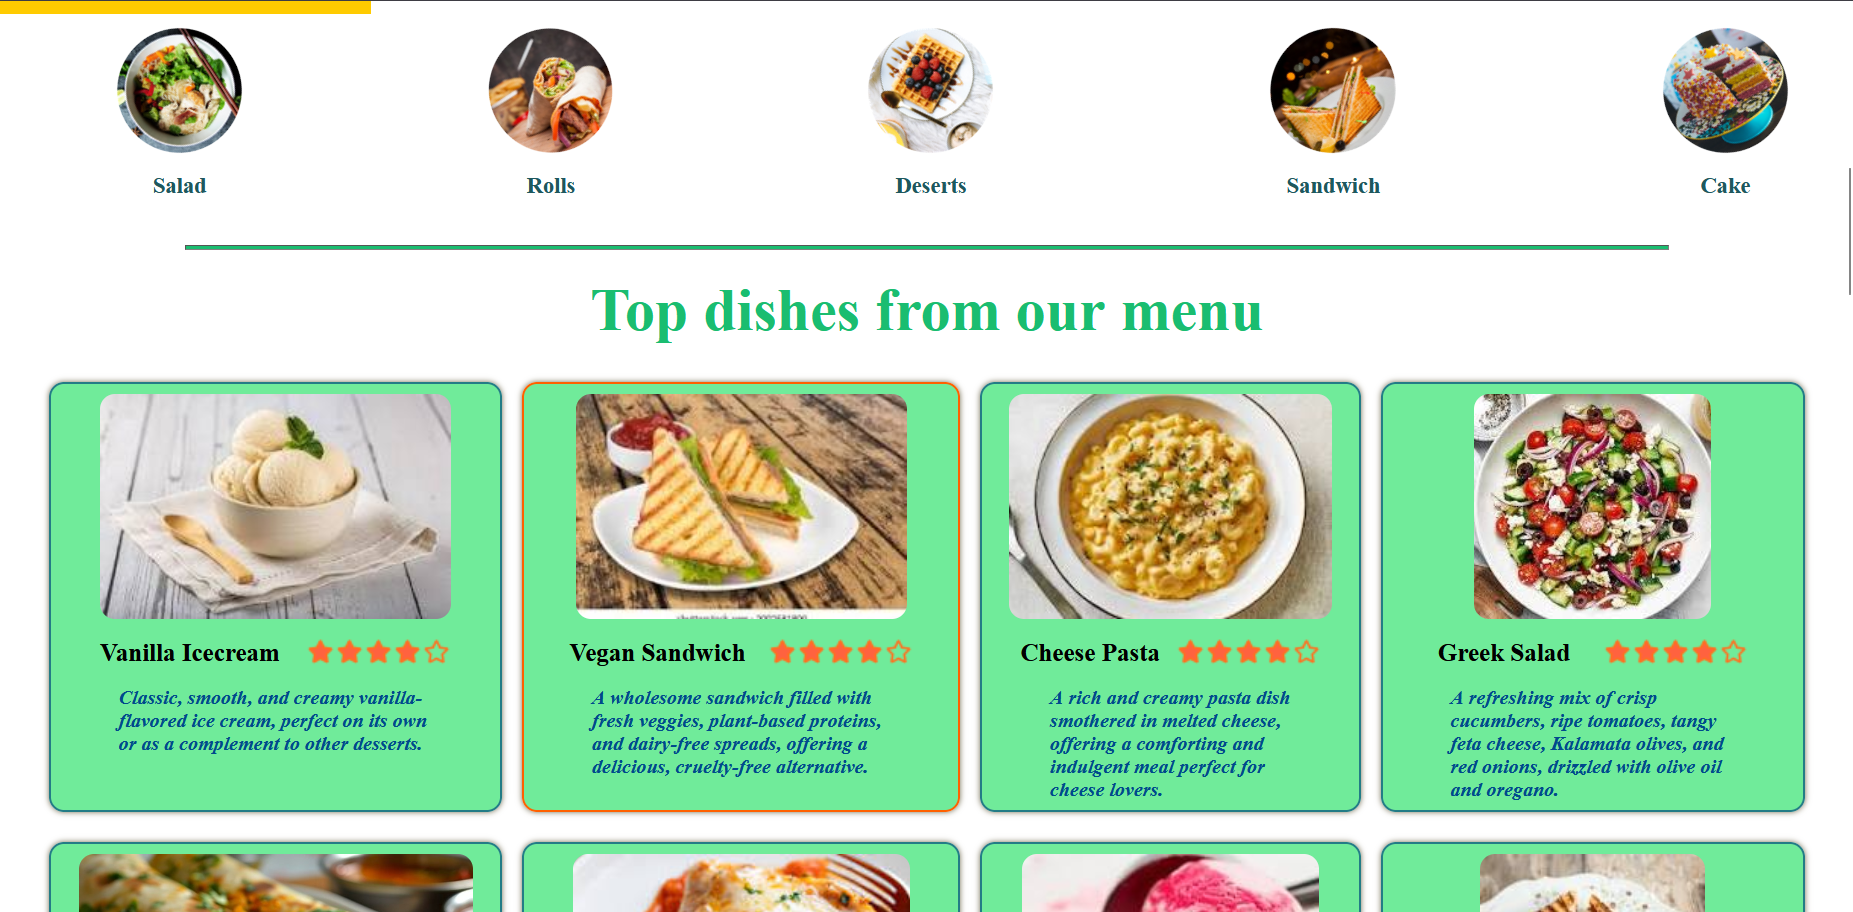 Salad
Rolls
Deserts
Sandwich
Cake
Top dishes from our menu
Vanilla Icecream
Classic, smooth, and creamy vanilla-
flavored ice cream, perfect on its own
or as a complement to other desserts.
Vegan Sandwich
A wholesome sandwich filled with
fresh veggies, plant-based proteins,
and dairy-free spreads, offering a
delicious, cruelty-free alternative.
Cheese Pasta
A rich and creamy pasta dish
smothered in melted cheese,
offering a comforting and
indulgent meal perfect for
cheese lovers.
Greek Salad
A refreshing mix of crisp
cucumbers, ripe tomatoes, tangy
feta cheese, Kalamata olives, and
red onions, drizzled with olive oil
and oregano.